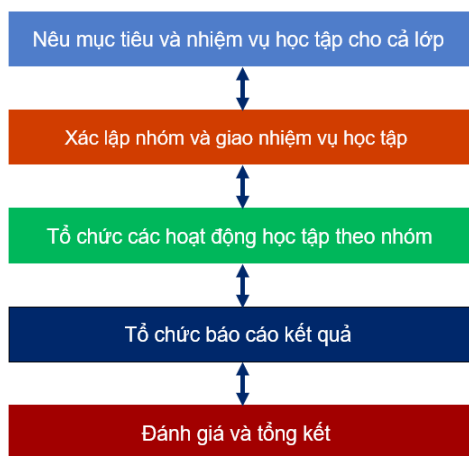 Nêu mục tiêu và nhiệm vụ học tập cho cả lớp
Xác lập nhóm và giao nhiệm vụ học tập
Tổ chức các hoạt động học tập theo nhóm
Tổ chức báo cáo kết quả
Đánh giá và tổng kết